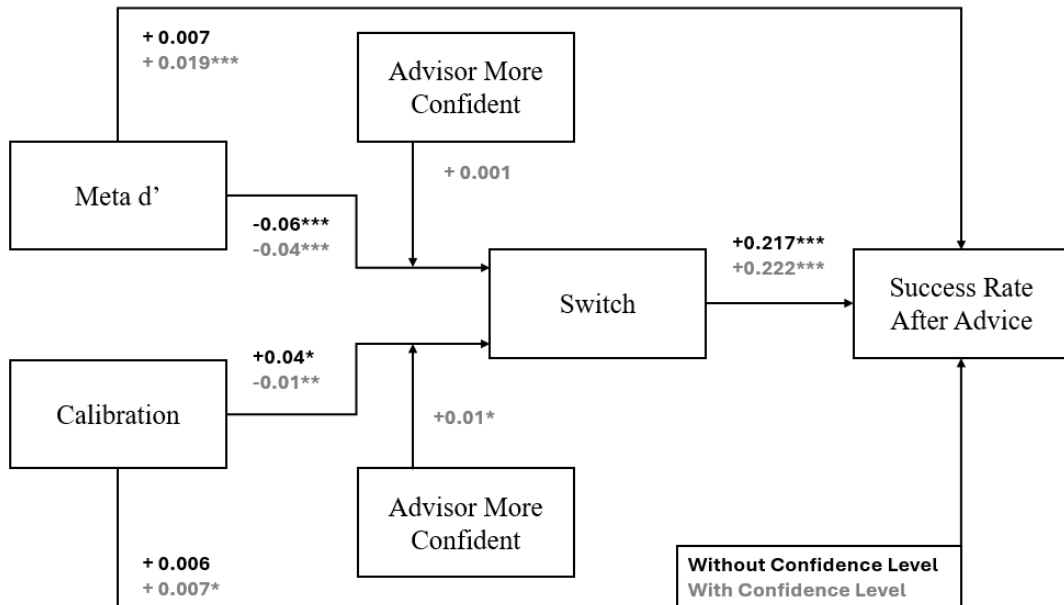 + 0.007
+ 0.019***
Advisor More
Confident
+ 0.001
Meta d’
-0.06***
-0.04***
+0.217***
+0.222***
Switch
Success Rate
After Advice
+0.04*
-0.01**
Calibration
+0.01*
Advisor More
Confident
+ 0.006
+ 0.007*
Without Confidence Level
With Confidence Level